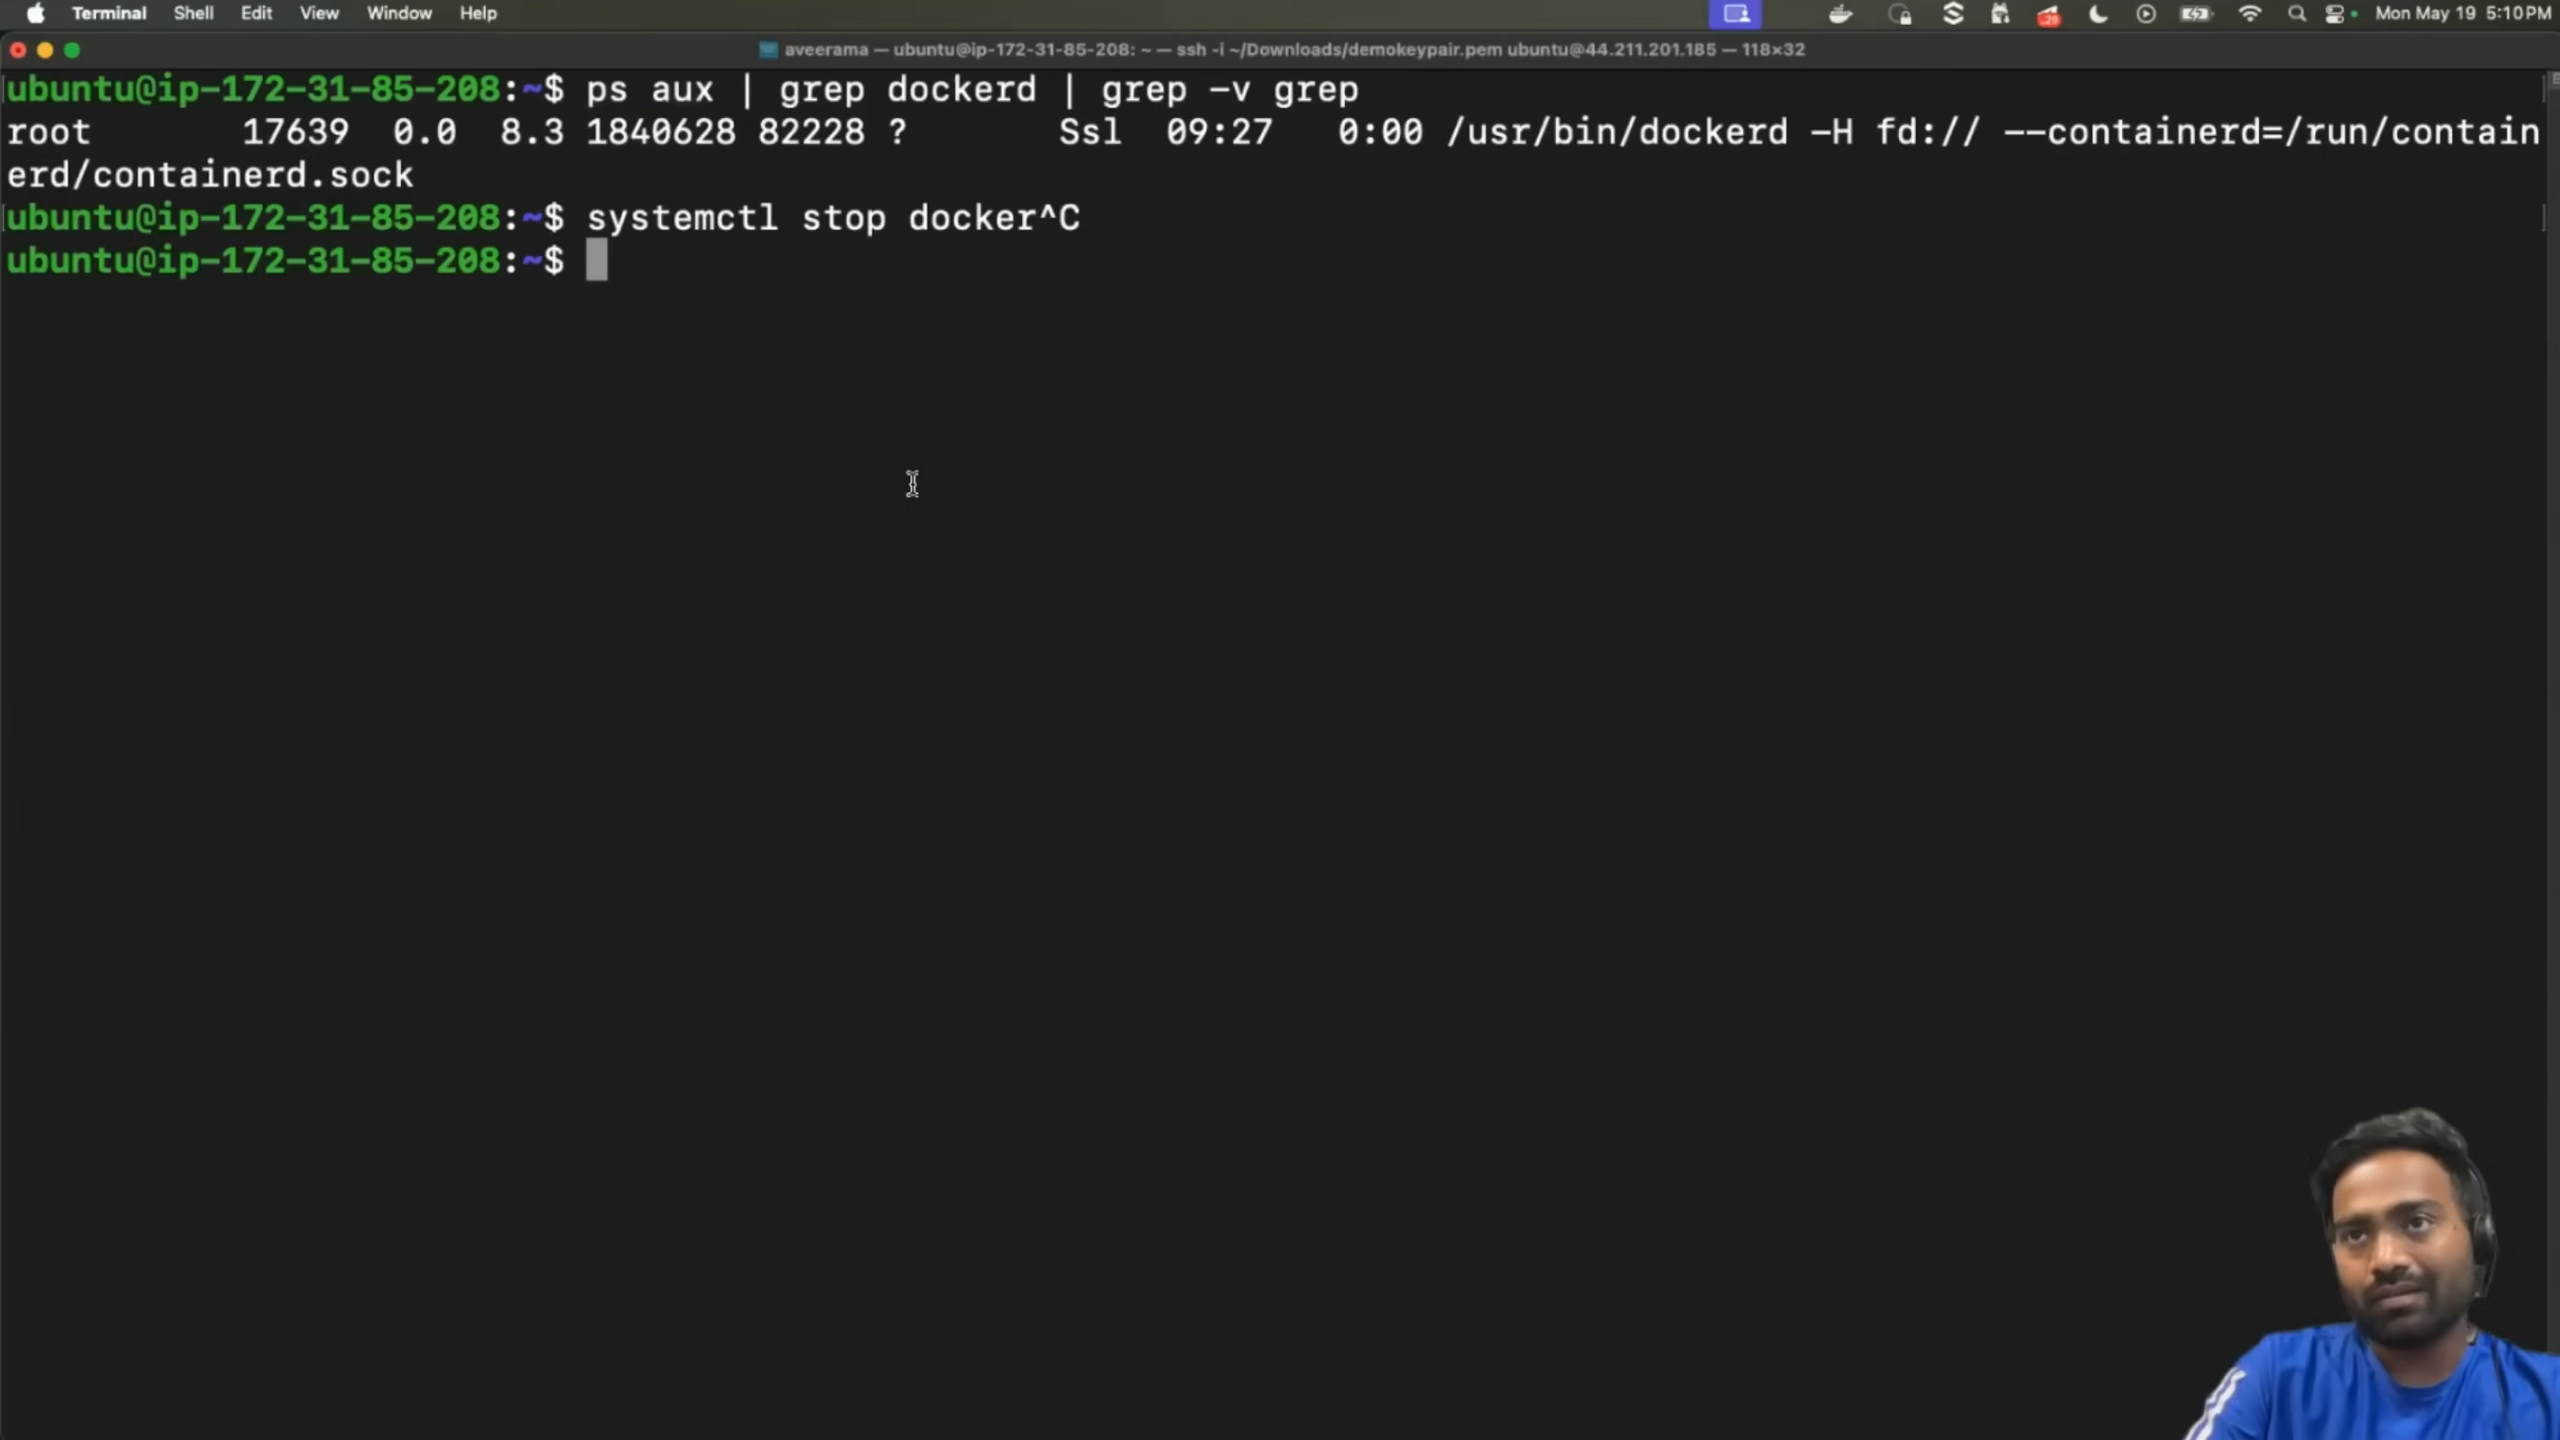 Terminal Shell Edit View Window Help Mon May 19 5:10 PM
aveerama — ubuntu@ip-172-31-85-208: ~ — ssh -i ~/Downloads/demokeypair.pem ubuntu@44.211.201.185 — 118×32
ubuntu@ip-172-31-85-208:~$ ps aux | grep dockerd | grep -v grep
root 17639 0.0 8.3 1840628 82228 ? Ssl 09:27 0:00 /usr/bin/dockerd -H fd:// --containerd=/run/contain
erd/containerd.sock
ubuntu@ip-172-31-85-208:~$ systemctl stop docker^C
ubuntu@ip-172-31-85-208:~$